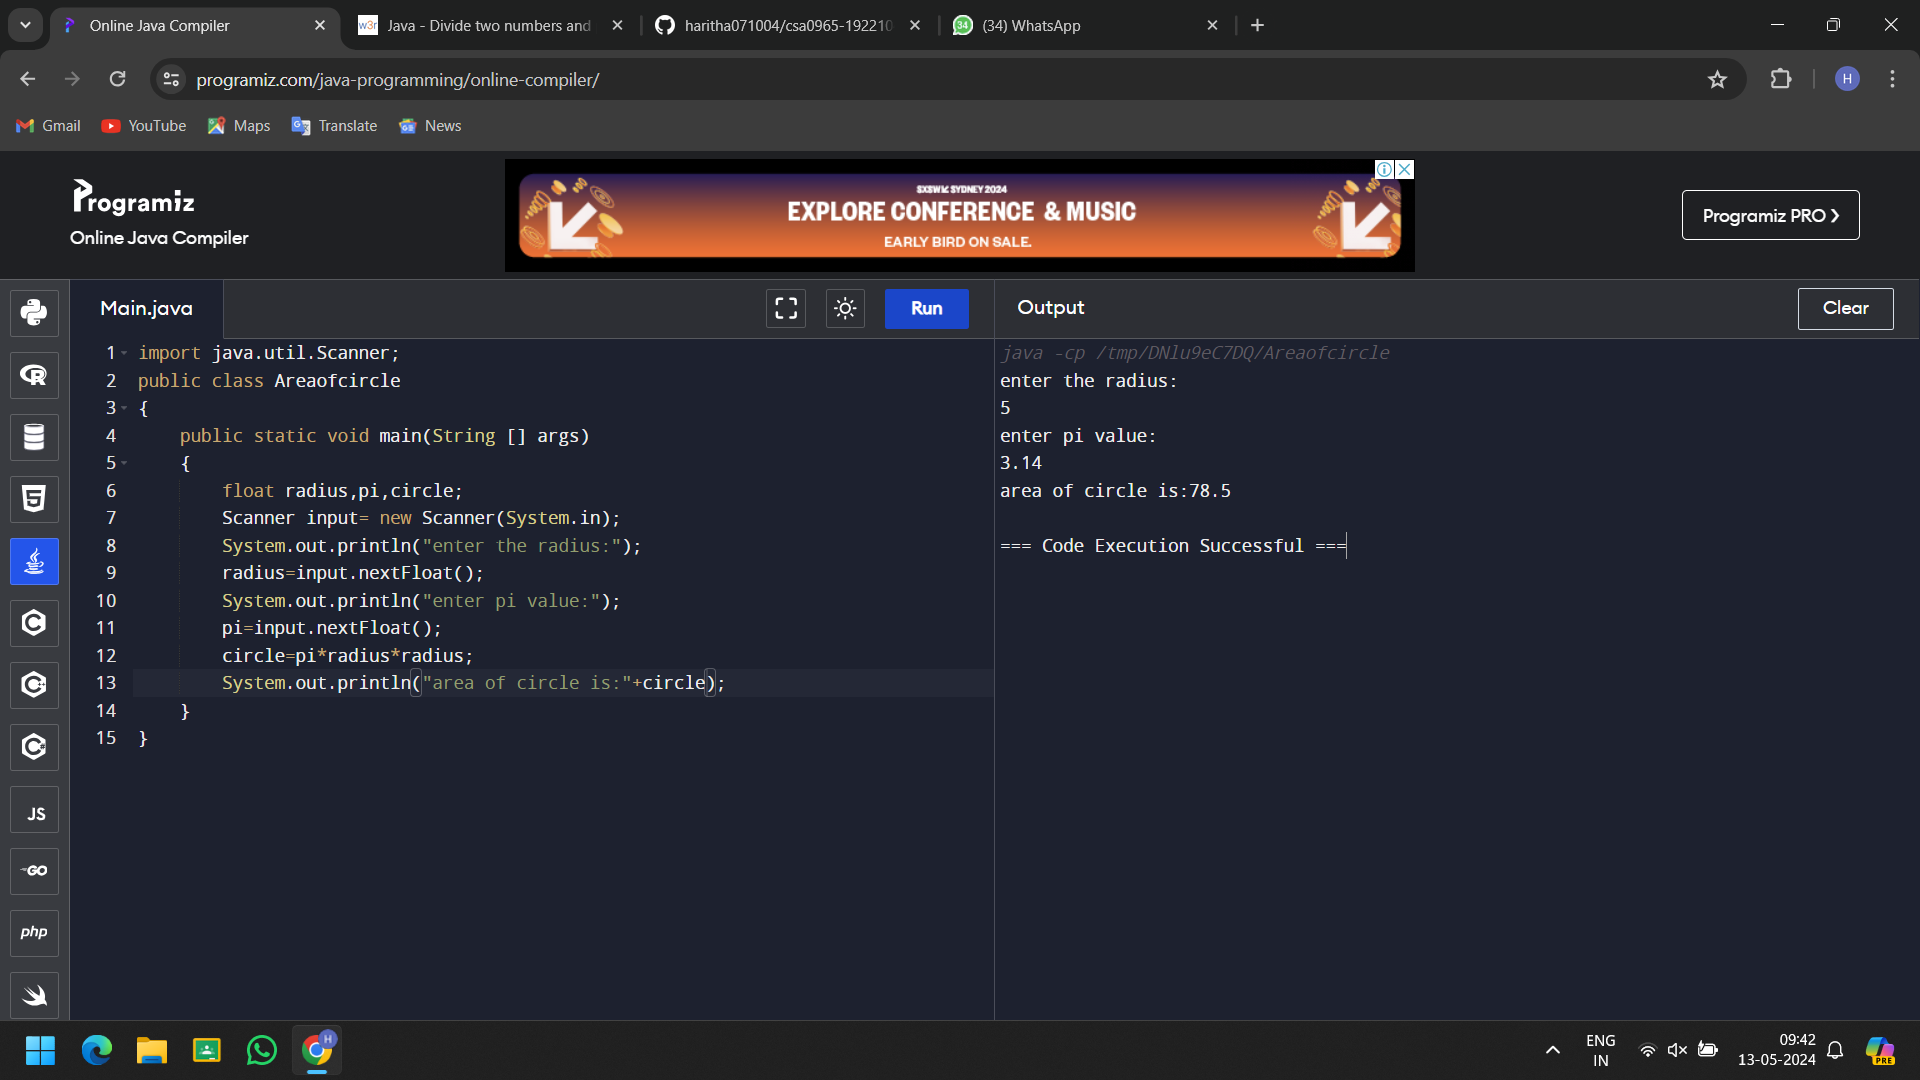 Online Java Compiler
w3r Java - Divide two numbers and
haritha071004/csa0965-192210
34 (34) WhatsApp
programiz.com/java-programming/online-compiler/
H
Gmail
YouTube
Maps
Translate
News
Programiz
Online Java Compiler
SXSW SYDNEY 2024
EXPLORE CONFERENCE & MUSIC
EARLY BIRD ON SALE.
Programiz PRO ❯
Main.java
Run
Output
Clear
1 import java.util.Scanner;
2 public class Areaofcircle
3 {
4     public static void main(String [] args)
5     {
6         float radius,pi,circle;
7         Scanner input= new Scanner(System.in);
8         System.out.println("enter the radius:");
9         radius=input.nextFloat();
10         System.out.println("enter pi value:");
11         pi=input.nextFloat();
12         circle=pi*radius*radius;
13         System.out.println("area of circle is:"+circle);
14     }
15 }
java -cp /tmp/DNlu9eC7DQ/Areaofcircle
enter the radius:
5
enter pi value:
3.14
area of circle is:78.5
=== Code Execution Successful ===
R
5
C
C++
C#
JS
GO
php
H
ENG
IN
09:42
13-05-2024
PRE